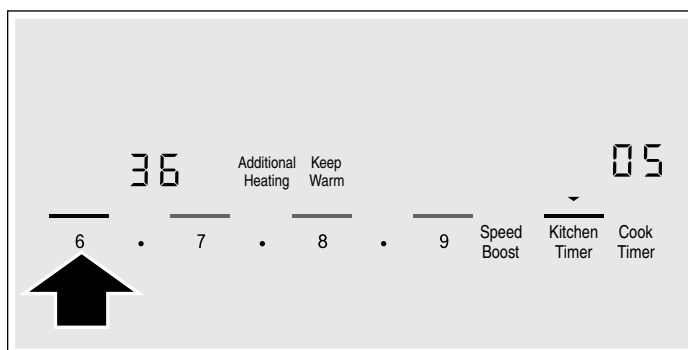 36 Additional Keep 05
Heating Warm
6 . 7 . 8 . 9 Speed Kitchen Cook
Boost Timer Timer